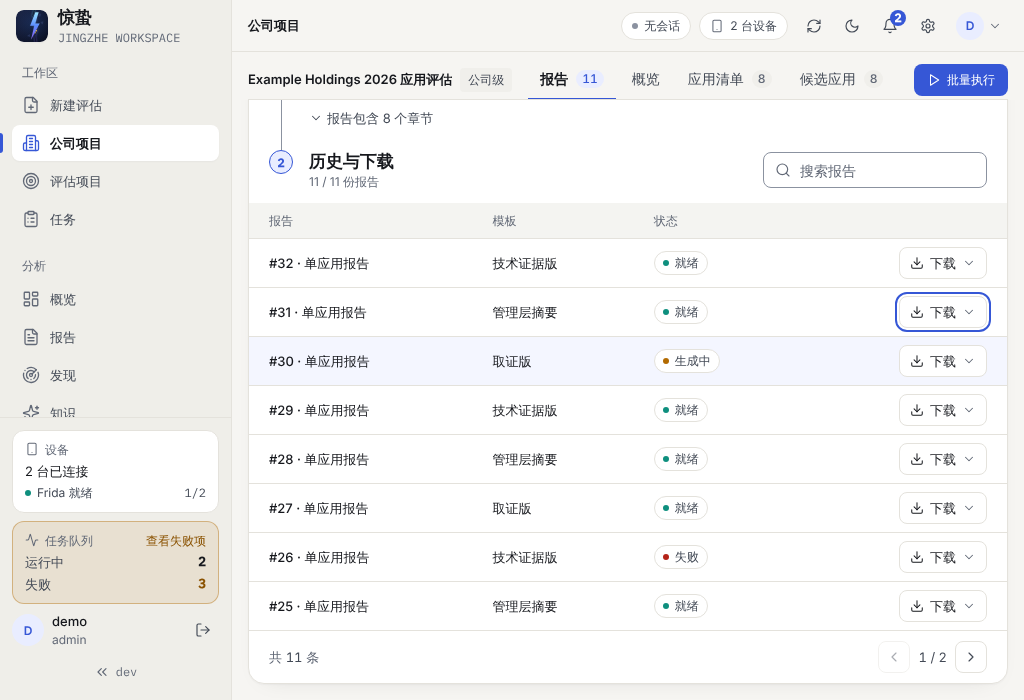 惊蛰
JINGZHE WORKSPACE
工作区
新建评估
公司项目
评估项目
任务
分析
概览
报告
发现
知识
设备
2 台已连接
Frida 就绪 1/2
任务队列 查看失败项
运行中 2
失败 3
D demo
admin
dev
公司项目
无会话
2 台设备
2
D
Example Holdings 2026 应用评估 公司级
报告 11
概览
应用清单 8
候选应用 8
批量执行
报告包含 8 个章节
2 历史与下载
11 / 11 份报告
搜索报告
报告 模板 状态
#32 · 单应用报告 技术证据版 就绪 下载
#31 · 单应用报告 管理层摘要 就绪 下载
#30 · 单应用报告 取证版 生成中 下载
#29 · 单应用报告 技术证据版 就绪 下载
#28 · 单应用报告 管理层摘要 就绪 下载
#27 · 单应用报告 取证版 就绪 下载
#26 · 单应用报告 技术证据版 失败 下载
#25 · 单应用报告 管理层摘要 就绪 下载
共 11 条 1 / 2